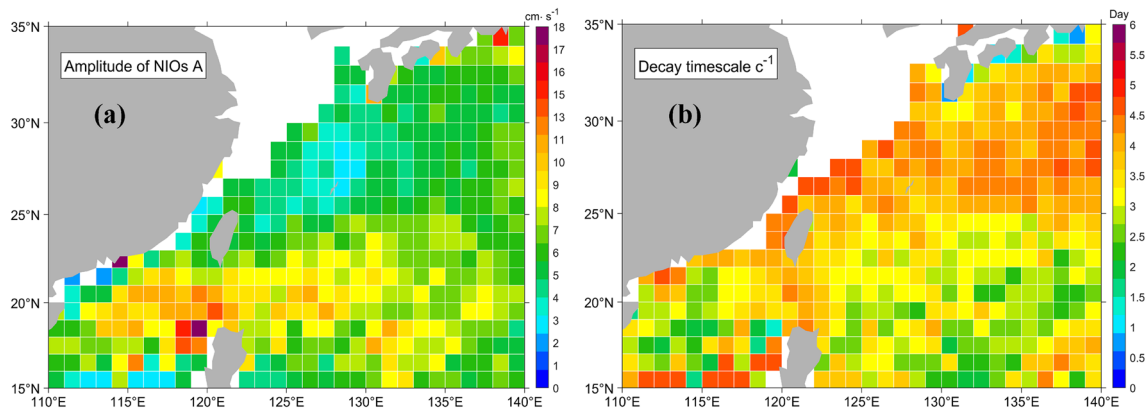 35°N
30°N
25°N
20°N
15°N
110°E
115°E
120°E
125°E
130°E
135°E
140°E
Amplitude of NIOs A
(a)
cm· s⁻¹
18
17
16
15
13
12
11
10
9
8
6
5
4
3
2
1
0
35°N
30°N
25°N
20°N
15°N
110°E
115°E
120°E
125°E
130°E
135°E
140°E
Decay timescale c⁻¹
(b)
Day
6
5.5
5
4.5
4
3.5
3
2.5
2
1.5
1
0.5
0